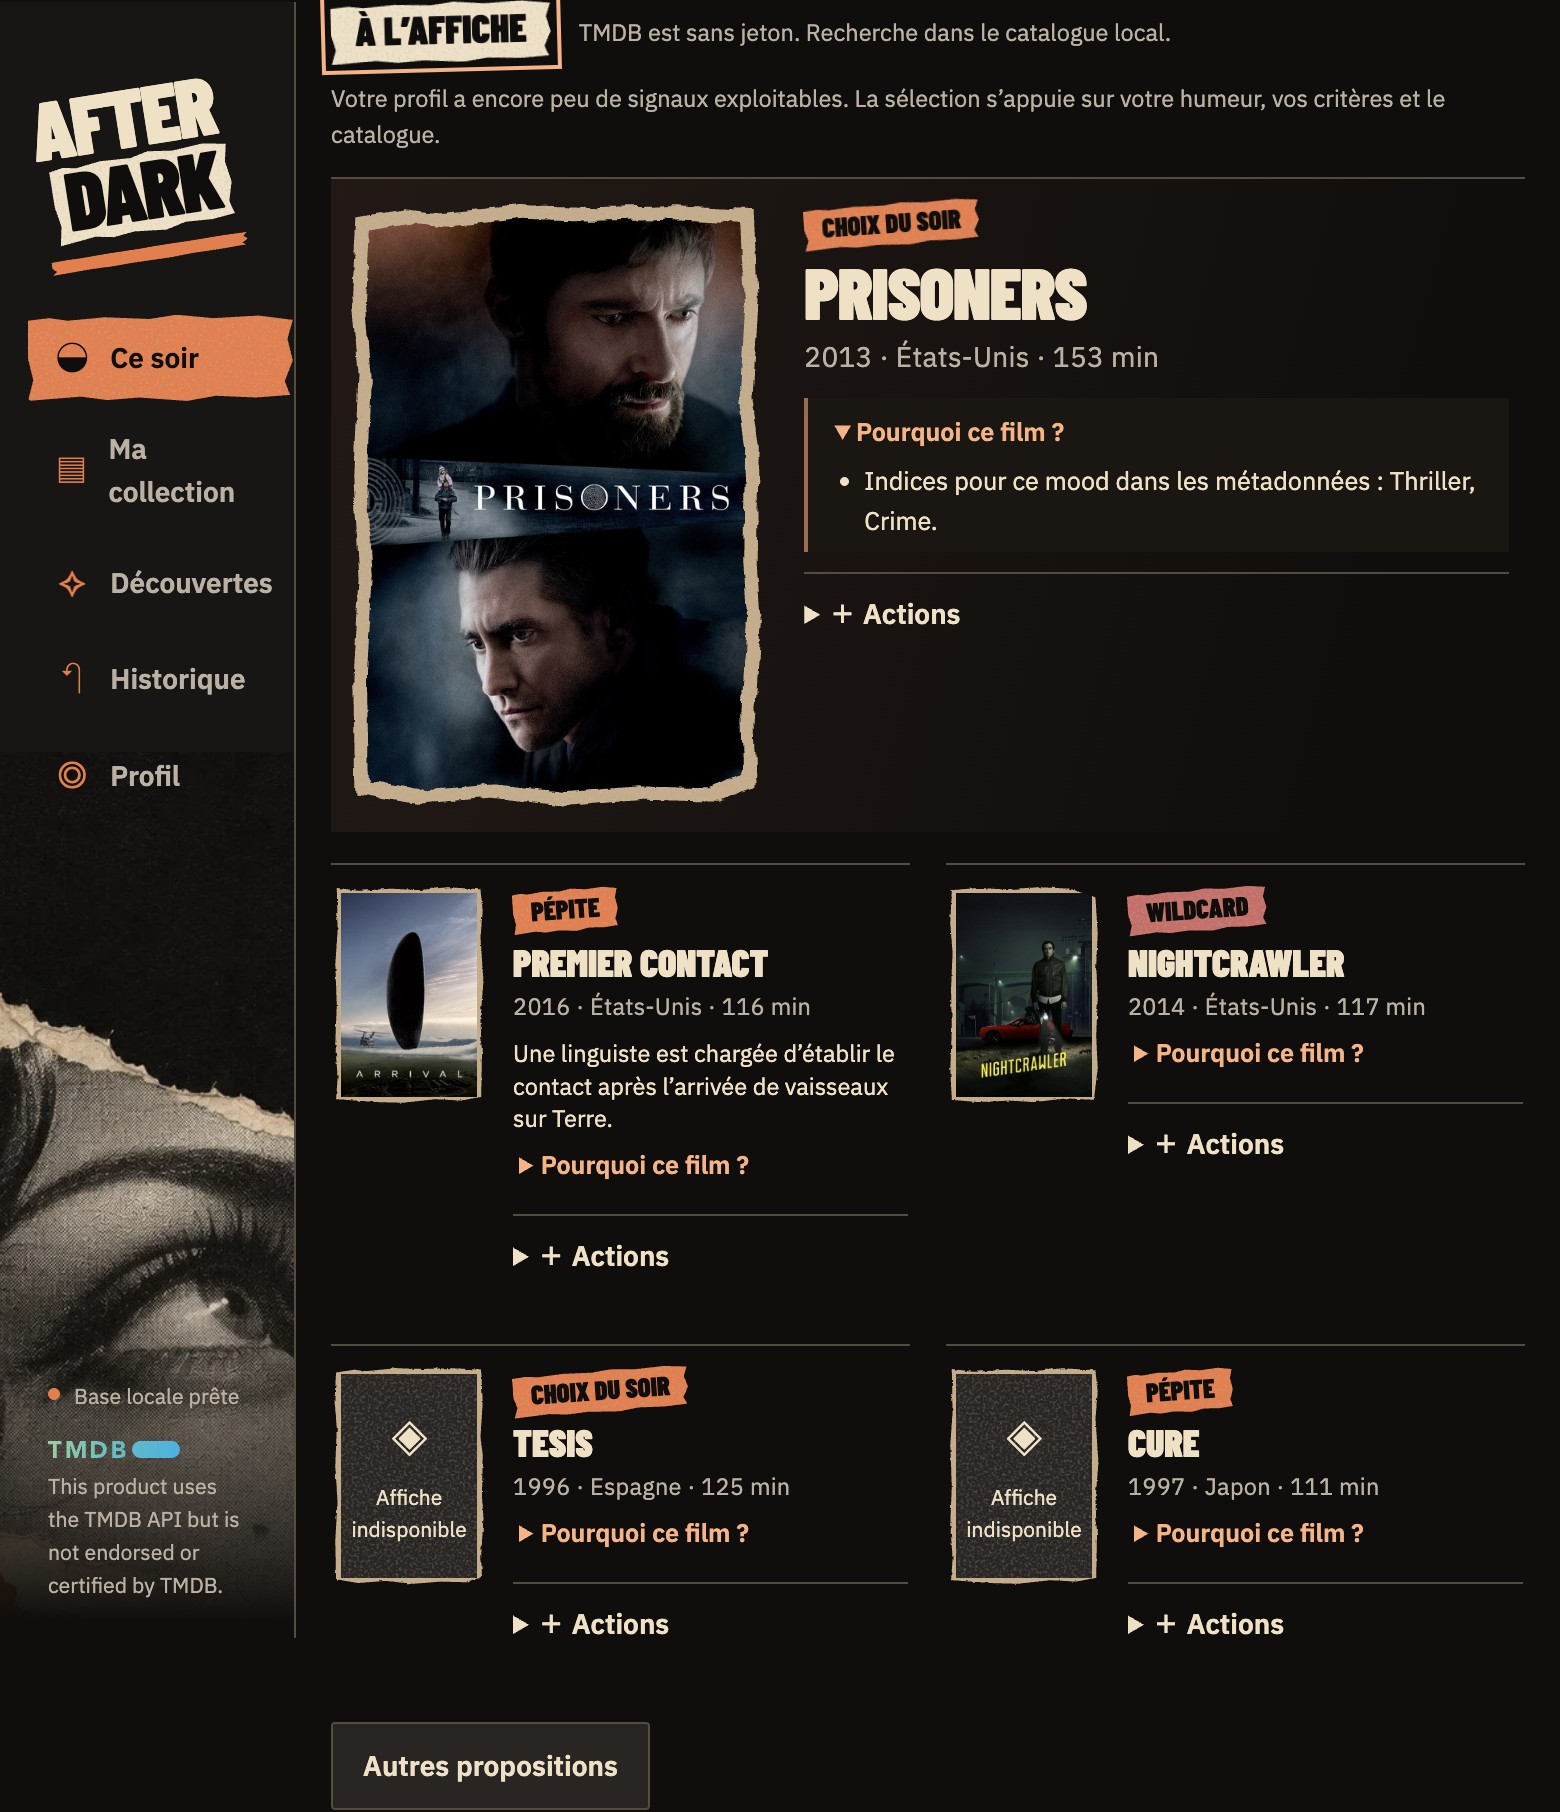 AFTER
DARK
Ce soir
Ma
collection
Découvertes
Historique
Profil
Base locale prête
TMDB
This product uses
the TMDB API but is
not endorsed or
certified by TMDB.
À L’AFFICHE
TMDB est sans jeton. Recherche dans le catalogue local.
Votre profil a encore peu de signaux exploitables. La sélection s’appuie sur votre humeur, vos critères et le
catalogue.
PRISONERS
CHOIX DU SOIR
PRISONERS
2013 · États-Unis · 153 min
▼ Pourquoi ce film ?
• Indices pour ce mood dans les métadonnées : Thriller,
Crime.
▶ + Actions
ARRIVAL
PÉPITE
PREMIER CONTACT
2016 · États-Unis · 116 min
Une linguiste est chargée d’établir le
contact après l’arrivée de vaisseaux
sur Terre.
▶ Pourquoi ce film ?
▶ + Actions
NIGHTCRAWLER
WILDCARD
NIGHTCRAWLER
2014 · États-Unis · 117 min
▶ Pourquoi ce film ?
▶ + Actions
Affiche
indisponible
CHOIX DU SOIR
TESIS
1996 · Espagne · 125 min
▶ Pourquoi ce film ?
▶ + Actions
Affiche
indisponible
PÉPITE
CURE
1997 · Japon · 111 min
▶ Pourquoi ce film ?
▶ + Actions
Autres propositions